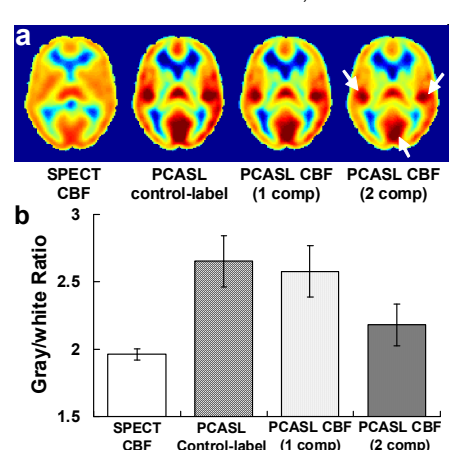 a
SPECT PCASL PCASL CBF PCASL CBF
CBF control-label (1 comp) (2 comp)
b
Gray/white Ratio
3
2.5
2
1.5
SPECT PCASL PCASL CBF PCASL CBF
CBF Control-label (1 comp) (2 comp)